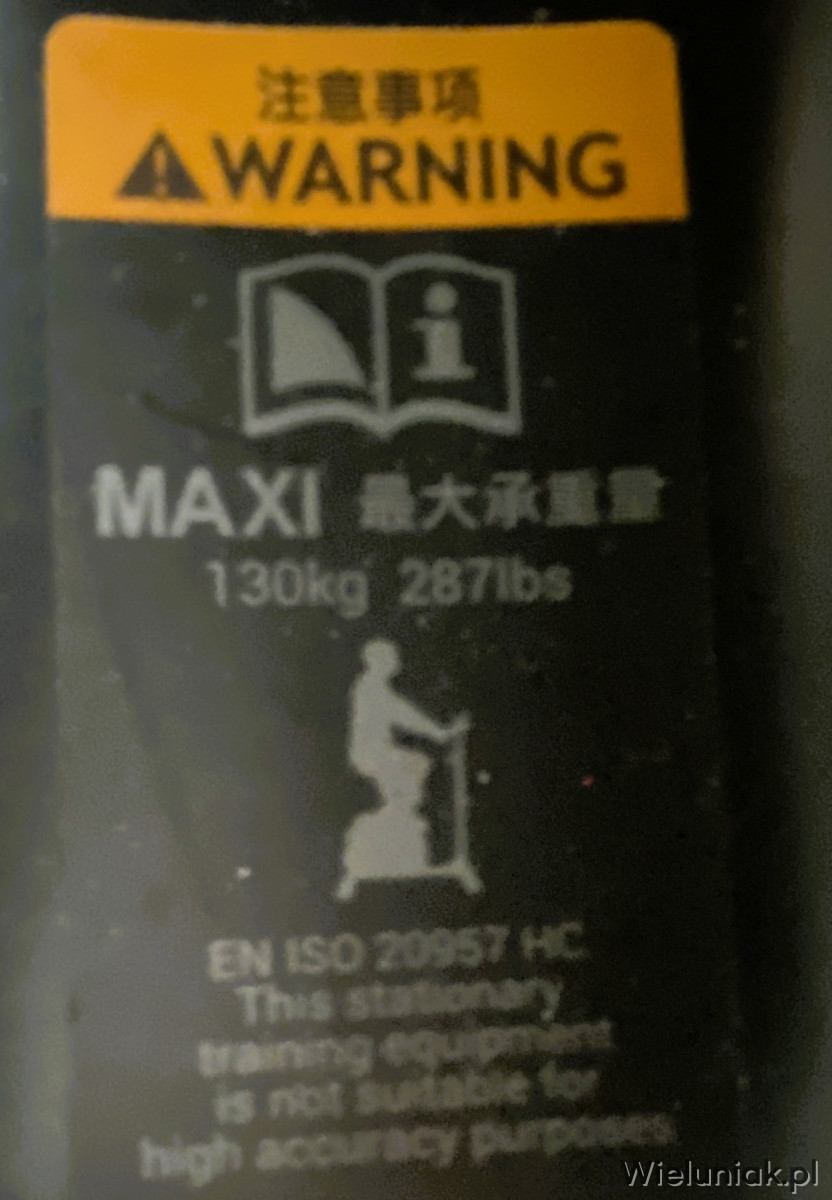 注意事项
WARNING
MAXI 最大承重量
130kg 287lbs
EN ISO 20957 HC
This stationary
training equipment
is not suitable for
high accuracy purposes.
Wieluniak.pl